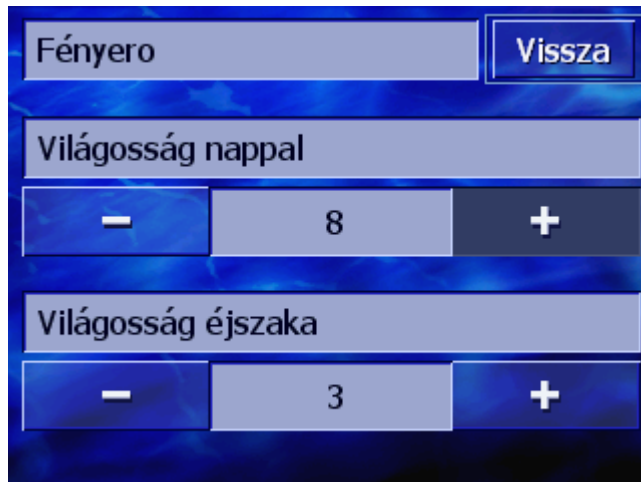 Fényero
Vissza
Világosság nappal
− 8 +
Világosság éjszaka
− 3 +